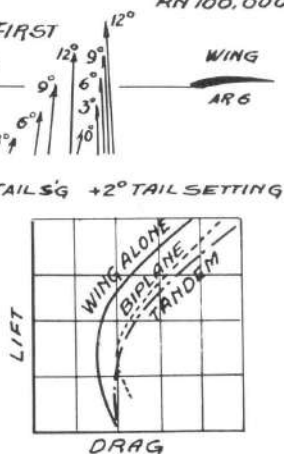 RN 100,000
FIRST
12°
12° 9°
9° 6°
6° 3°
0°
WING
AR 6
TAILS'G +2° TAIL SETTING
WING ALONE
BIPLANE
TANDEM
LIFT
DRAG